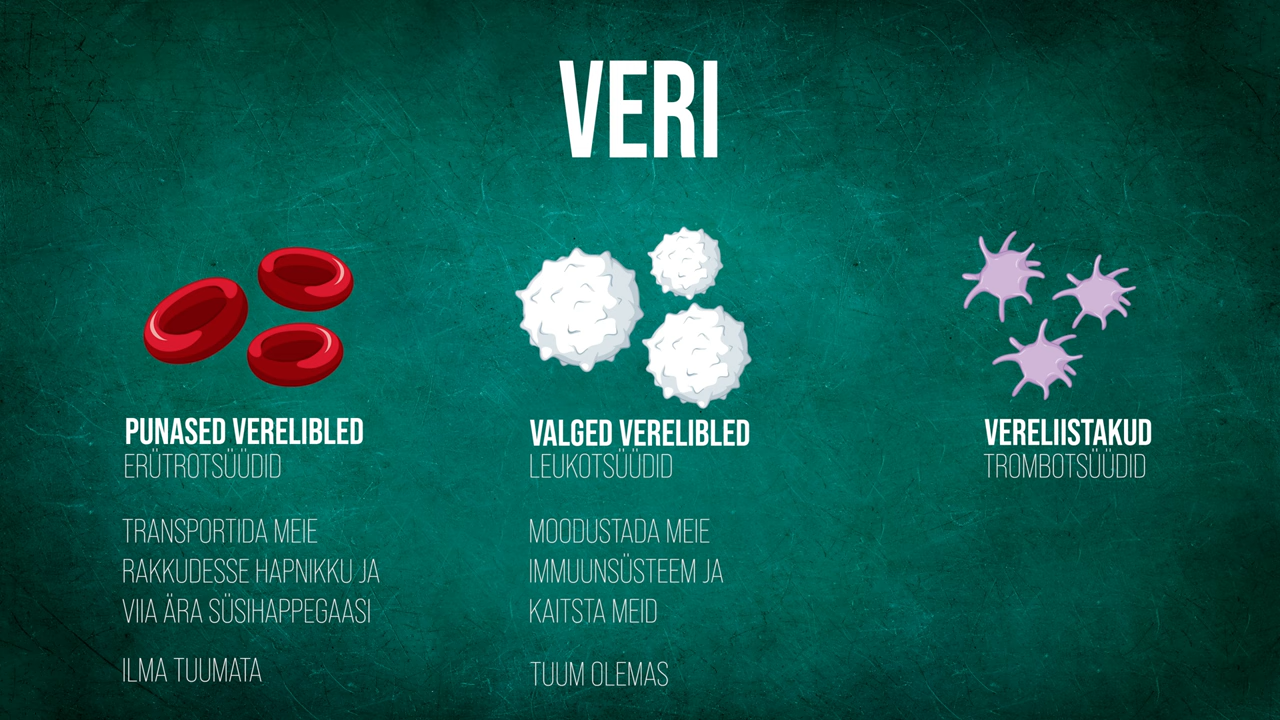 VERI
PUNASED VERELIBLED
ERÜTROTSÜÜDID
TRANSPORTIDA MEIE
RAKKUDESSE HAPNIKKU JA
VIIA ÄRA SÜSIHAPPEGAASI
ILMA TUUMATA
VALGED VERELIBLED
LEUKOTSÜÜDID
MOODUSTADA MEIE
IMMUUNSÜSTEEM JA
KAITSTA MEID
TUUM OLEMAS
VERELIISTAKUD
TROMBOTSÜÜDID